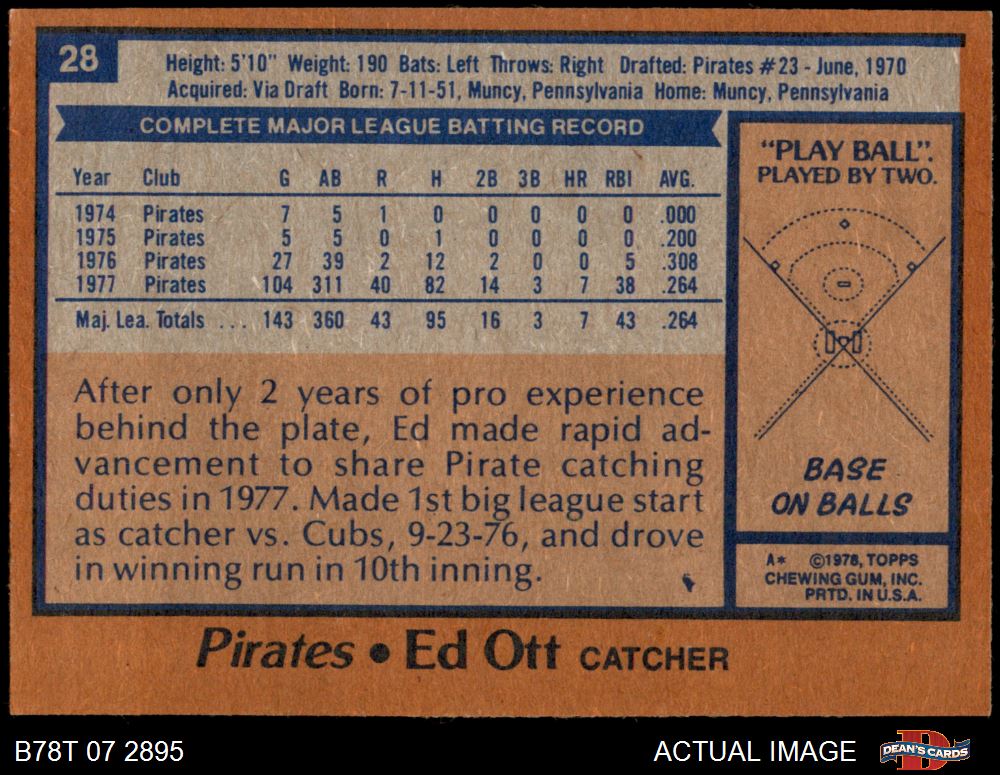 28
Height: 5'10" Weight: 190 Bats: Left Throws: Right Drafted: Pirates #23 - June, 1970
Acquired: Via Draft Born: 7-11-51, Muncy, Pennsylvania Home: Muncy, Pennsylvania
COMPLETE MAJOR LEAGUE BATTING RECORD
Year Club G AB R H 2B 3B HR RBI AVG.
1974 Pirates 7 5 1 0 0 0 0 0 .000
1975 Pirates 5 5 0 1 0 0 0 0 .200
1976 Pirates 27 39 2 12 2 0 0 5 .308
1977 Pirates 104 311 40 82 14 3 7 38 .264
Maj. Lea. Totals ... 143 360 43 95 16 3 7 43 .264
After only 2 years of pro experience
behind the plate, Ed made rapid ad-
vancement to share Pirate catching
duties in 1977. Made 1st big league start
as catcher vs. Cubs, 9-23-76, and drove
in winning run in 10th inning.
"PLAY BALL".
PLAYED BY TWO.
BASE
ON BALLS
A* ©1978, TOPPS
CHEWING GUM, INC.
PRTD. IN U.S.A.
Pirates • Ed Ott CATCHER
B78T 07 2895
ACTUAL IMAGE
D
DEAN'S CARDS